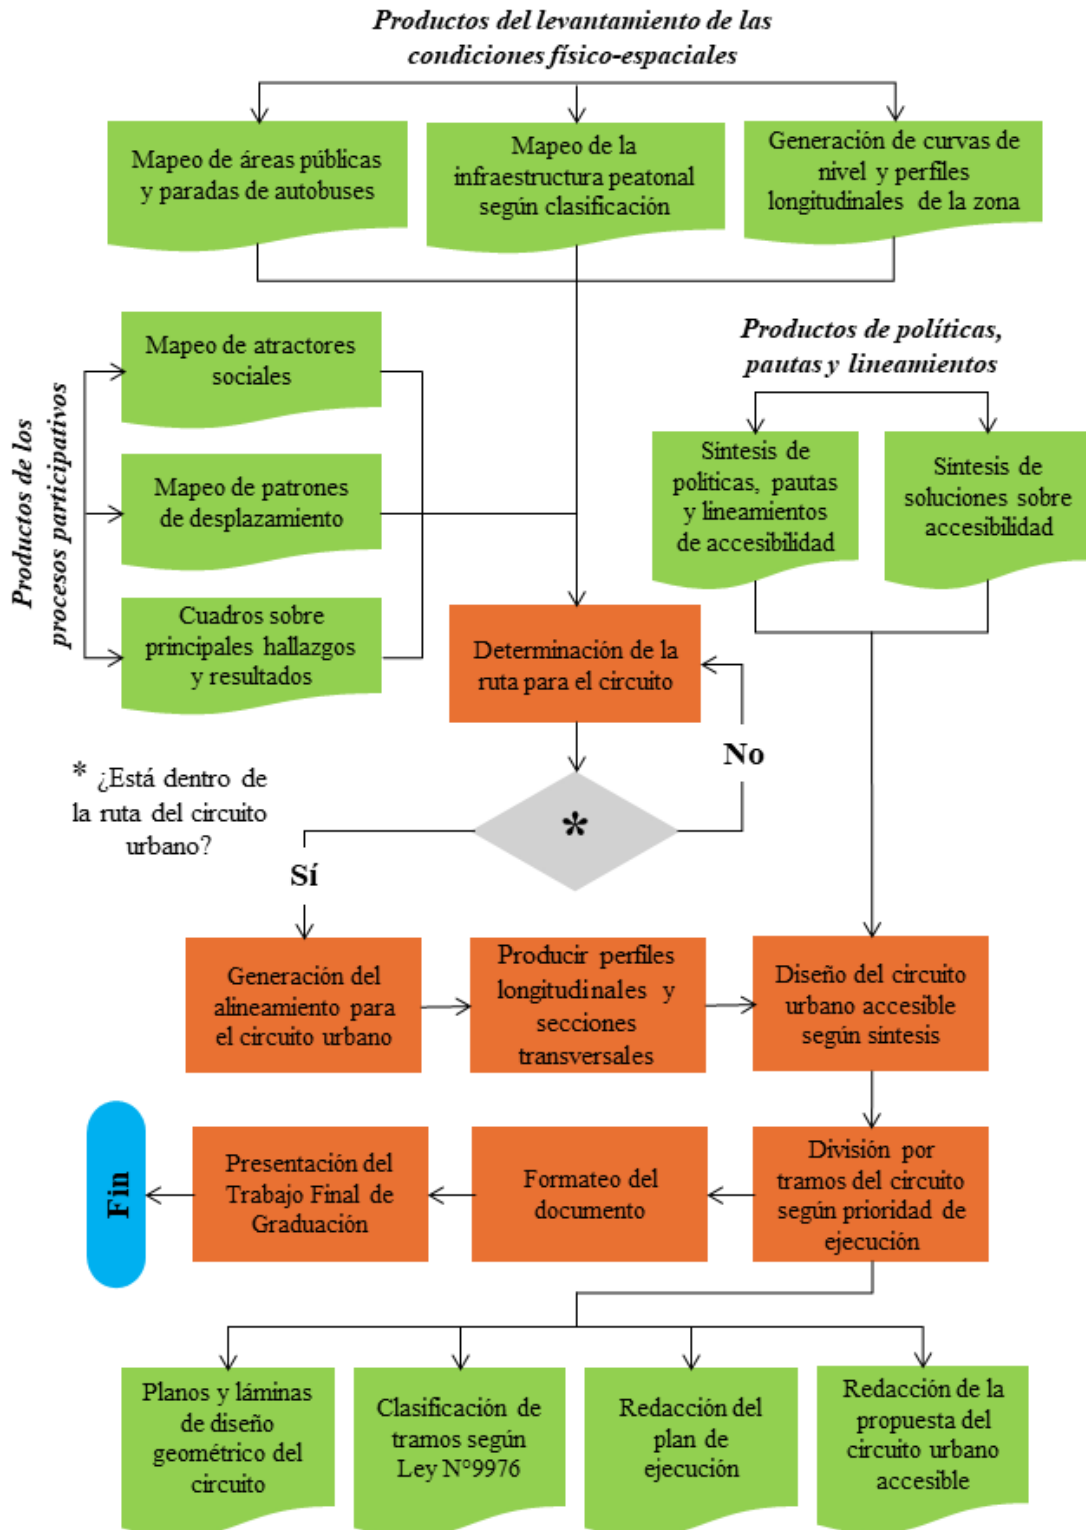 Productos del levantamiento de las
condiciones físico-espaciales
Mapeo de áreas públicas
y paradas de autobuses
Mapeo de la
infraestructura peatonal
según clasificación
Generación de curvas de
nivel y perfiles
longitudinales de la zona
Productos de los
procesos participativos
Mapeo de atractores
sociales
Mapeo de patrones
de desplazamiento
Cuadros sobre
principales hallazgos
y resultados
Productos de políticas,
pautas y lineamientos
Síntesis de
políticas, pautas
y lineamientos
de accesibilidad
Síntesis de
soluciones sobre
accesibilidad
Determinación de la
ruta para el circuito
No
* ¿Está dentro de
la ruta del circuito
urbano?
*
Sí
Generación del
alineamiento para
el circuito urbano
Producir perfiles
longitudinales y
secciones
transversales
Diseño del circuito
urbano accesible
según síntesis
Fin
Presentación del
Trabajo Final de
Graduación
Formateo del
documento
División por
tramos del circuito
según prioridad de
ejecución
Planos y láminas
de diseño
geométrico del
circuito
Clasificación de
tramos según
Ley N°9976
Redacción del
plan de
ejecución
Redacción de la
propuesta del
circuito urbano
accesible